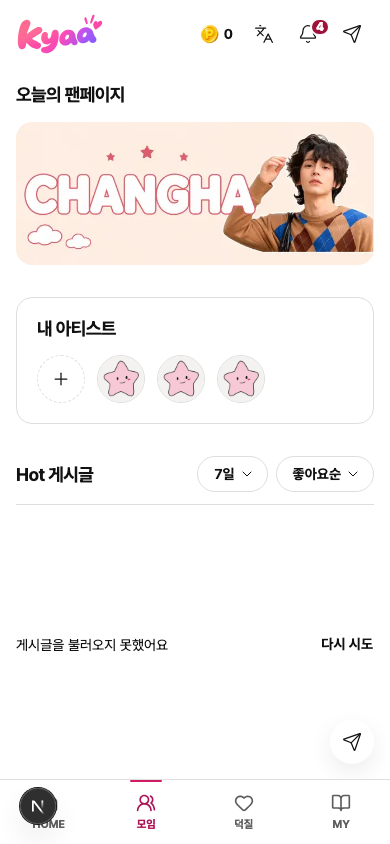 kyaa
P 0
4
오늘의 팬페이지
CHANGHA
내 아티스트
Hot 게시글
7일
좋아요순
게시글을 불러오지 못했어요
다시 시도
N
HOME
모임
덕질
MY